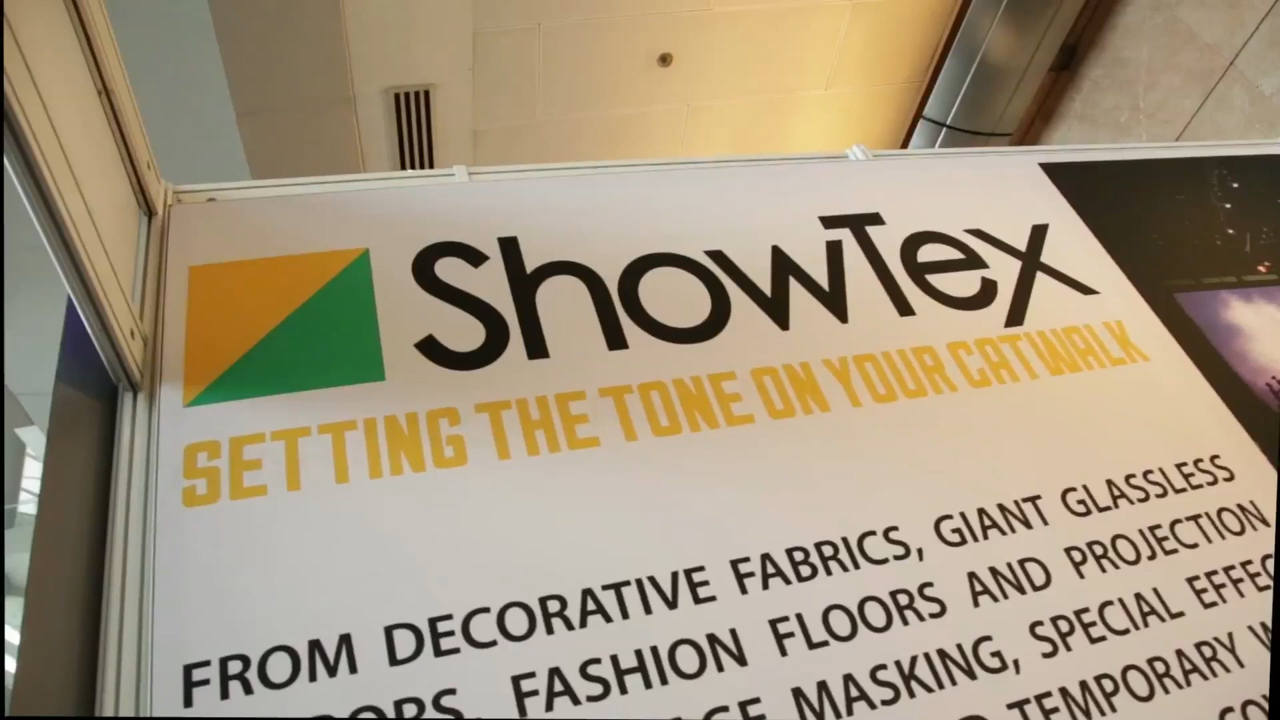 ShowTex
SETTING THE TONE ON YOUR CATWALK
FROM DECORATIVE FABRICS, GIANT GLASSLESS
FASHION FLOORS AND PROJECTION
MASKING, SPECIAL
TEMPORARY